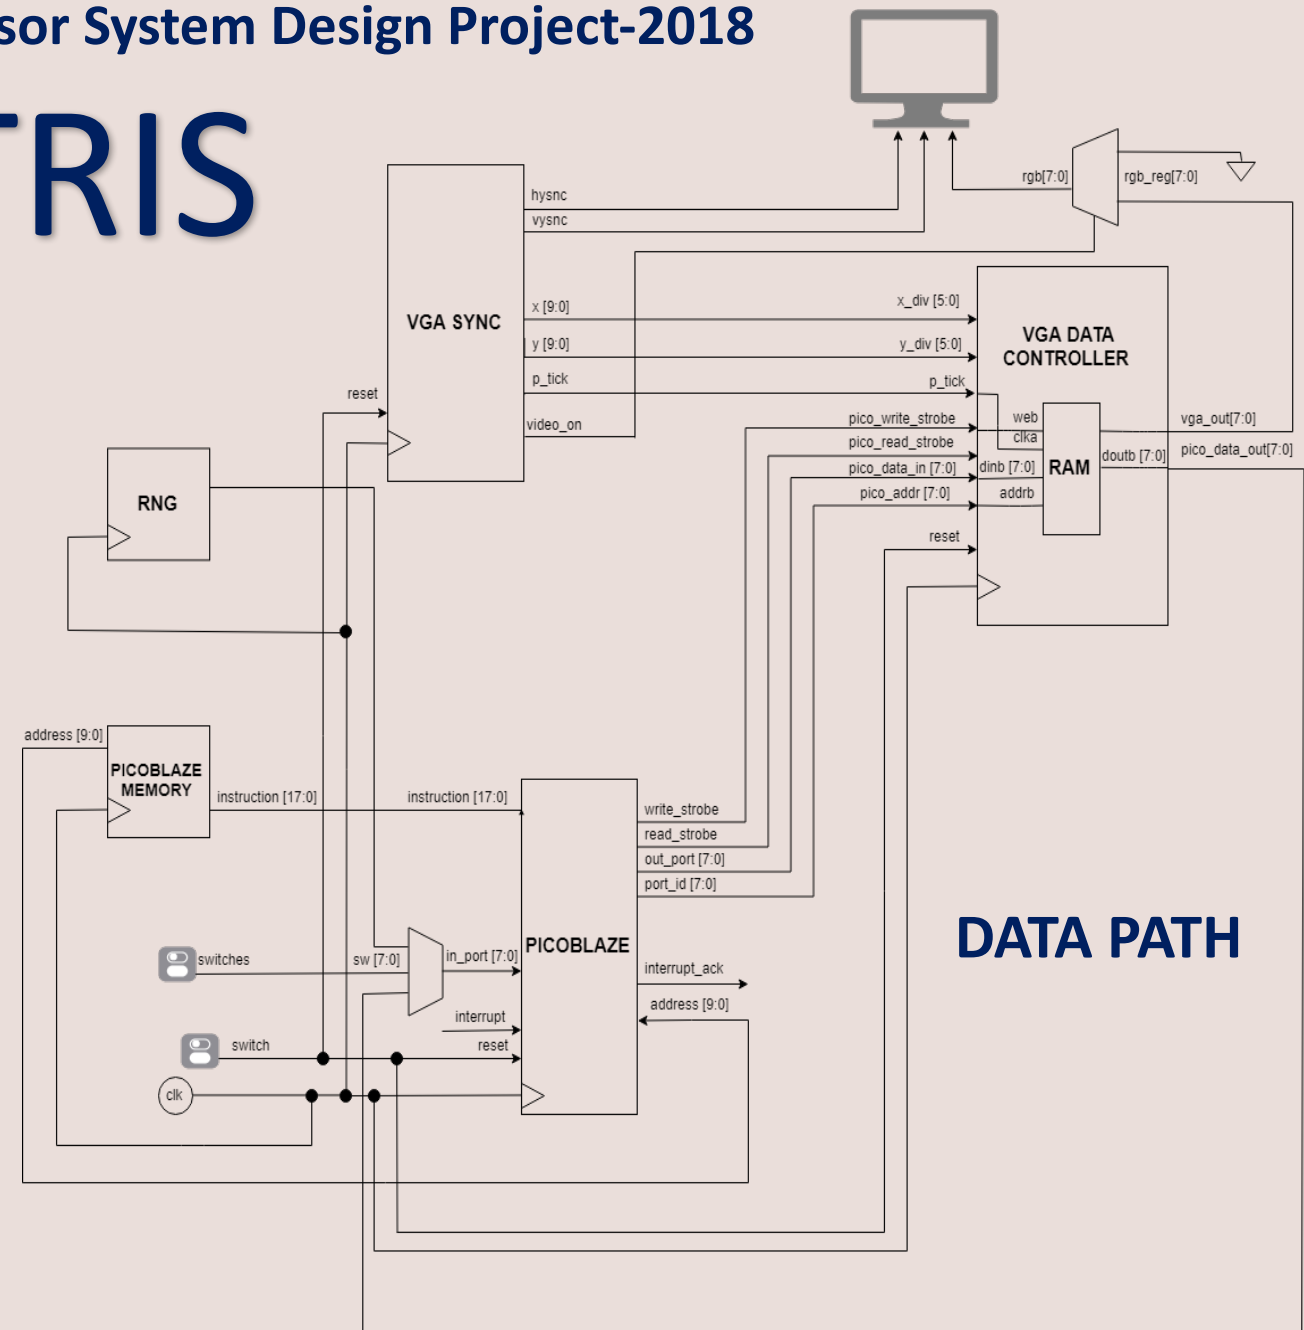 sor System Design Project-2018
TRIS
hysnc
vysnc
rgb[7:0]
rgb_reg[7:0]
VGA SYNC
x [9:0]
x_div [5:0]
y [9:0]
y_div [5:0]
p_tick
p_tick
video_on
reset
VGA DATA
CONTROLLER
pico_write_strobe
web
vga_out[7:0]
pico_read_strobe
clka
pico_data_in [7:0]
dinb [7:0]
RAM
doutb [7:0]
pico_data_out[7:0]
pico_addr [7:0]
addrb
reset
RNG
address [9:0]
PICOBLAZE
MEMORY
instruction [17:0]
instruction [17:0]
write_strobe
read_strobe
out_port [7:0]
port_id [7:0]
DATA PATH
switches
sw [7:0]
in_port [7:0]
PICOBLAZE
interrupt_ack
interrupt
address [9:0]
switch
reset
clk